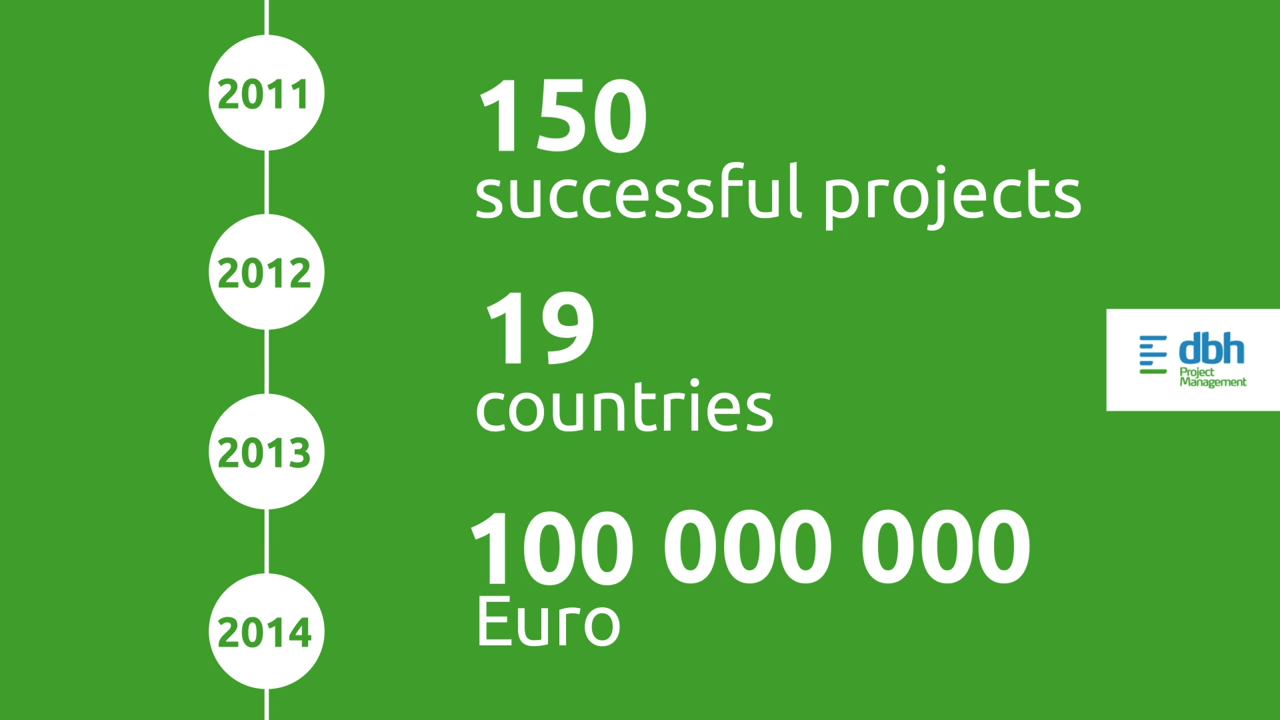 2011
2012
2013
2014
150
successful projects
19
countries
100 000 000
Euro
dbh
Project
Management